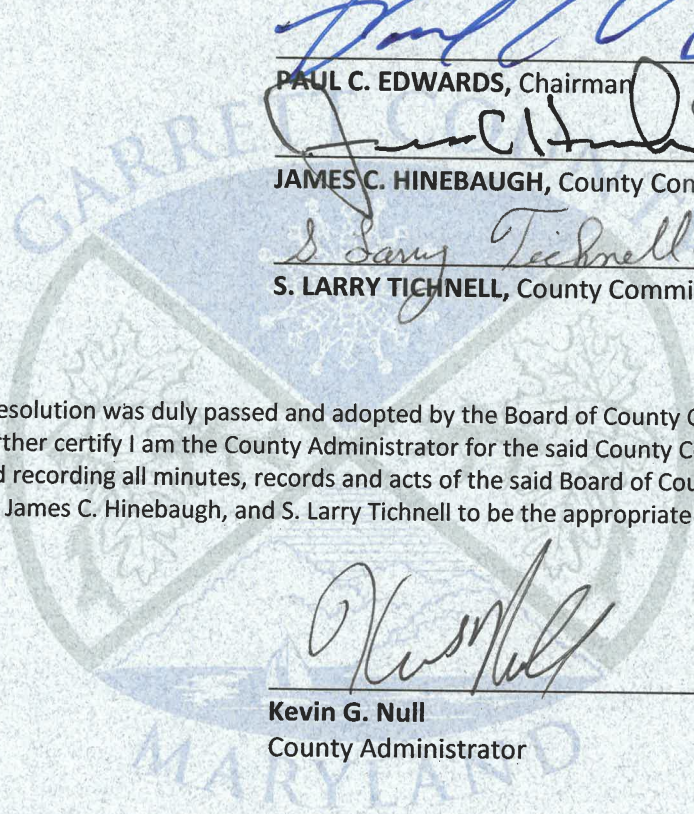 PAUL C. EDWARDS, Chairman
JAMES C. HINEBAUGH, County Com
S. Larry Tichnell
S. LARRY TICHNELL, County Commi
GARRETT COUN
esolution was duly passed and adopted by the Board of County C
rther certify I am the County Administrator for the said County C
d recording all minutes, records and acts of the said Board of Cou
James C. Hinebaugh, and S. Larry Tichnell to be the appropriate
Kevin G. Null
County Administrator
MARYLAND